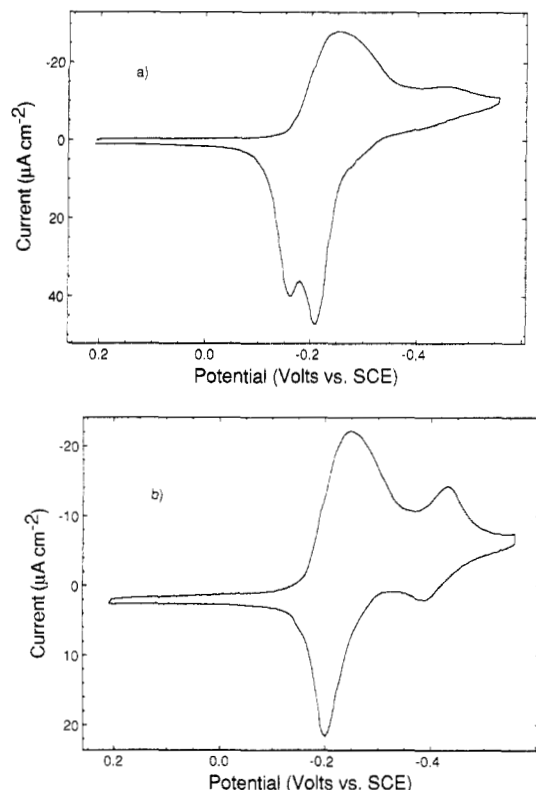 -20
a)
0
20
40
Current (μA cm-2)
0.2 0.0 -0.2 -0.4
Potential (Volts vs. SCE)
-20
b)
-10
0
10
20
Current (μA cm-2)
0.2 0.0 -0.2 -0.4
Potential (Volts vs. SCE)